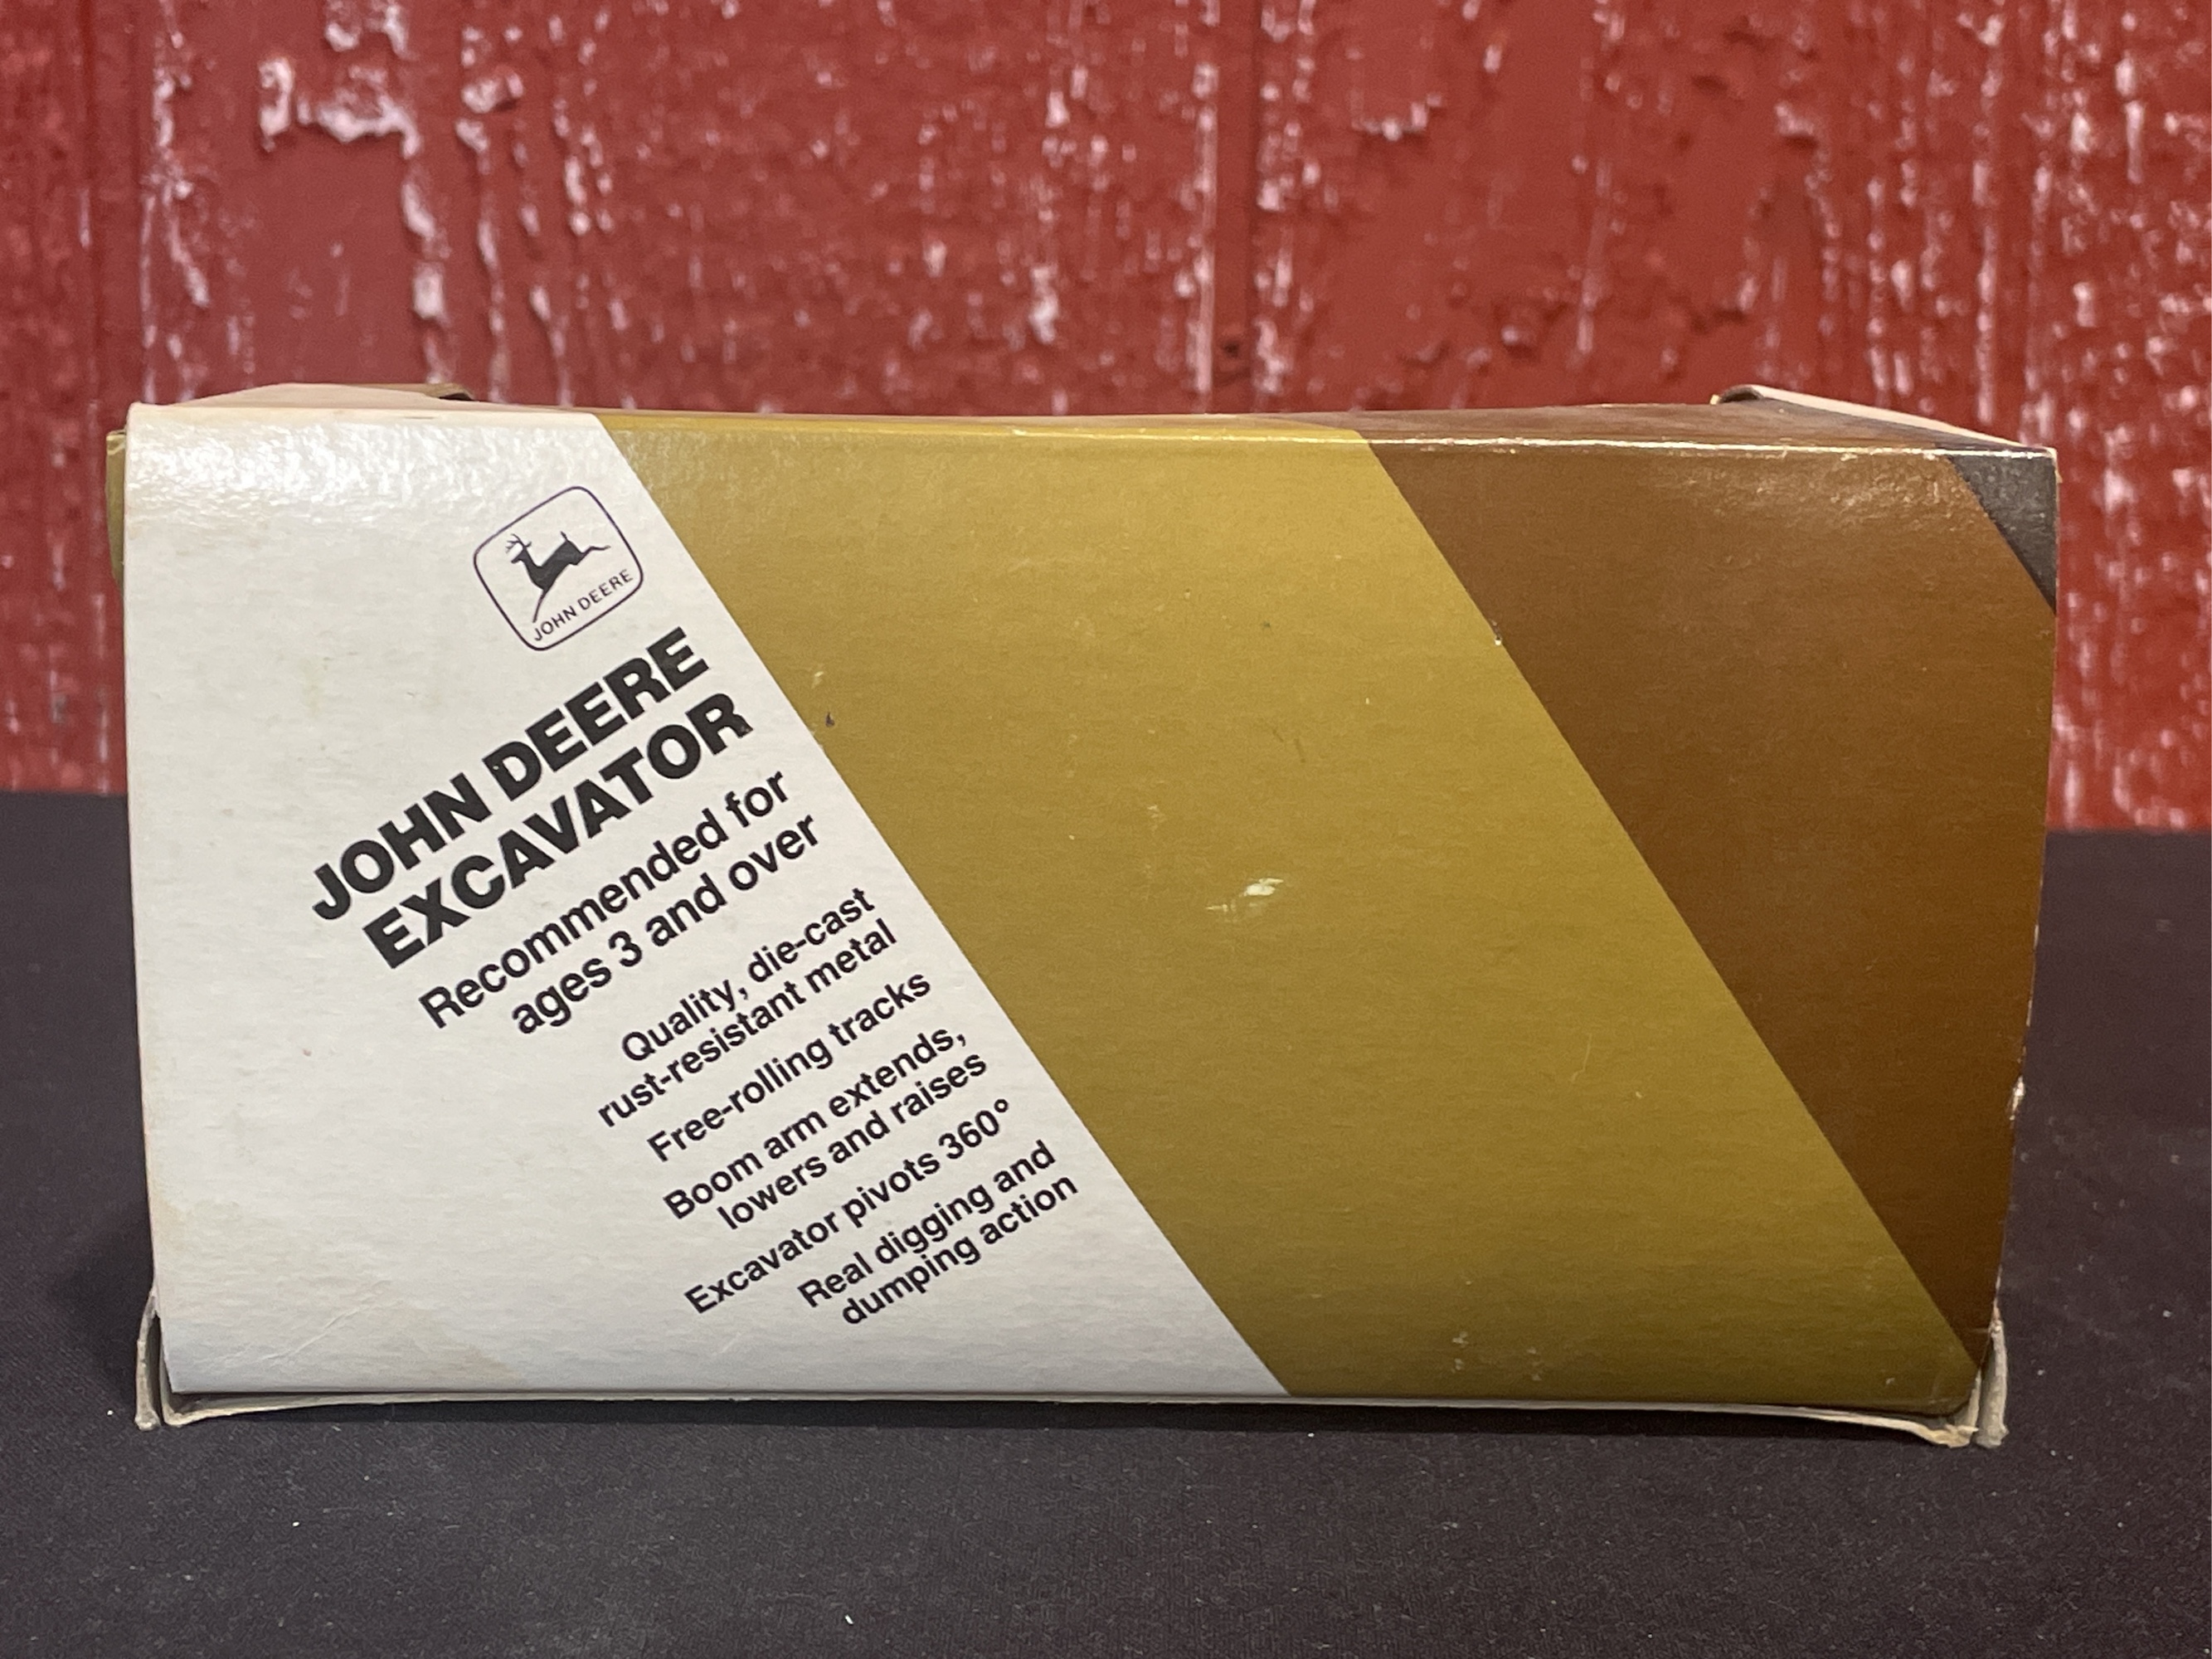 JOHN DEERE
JOHN DEERE
EXCAVATOR
Recommended for
ages 3 and over
Quality, die-cast
rust-resistant metal
Free-rolling tracks
Boom arm extends,
lowers and raises
Excavator pivots 360°
Real digging and
dumping action